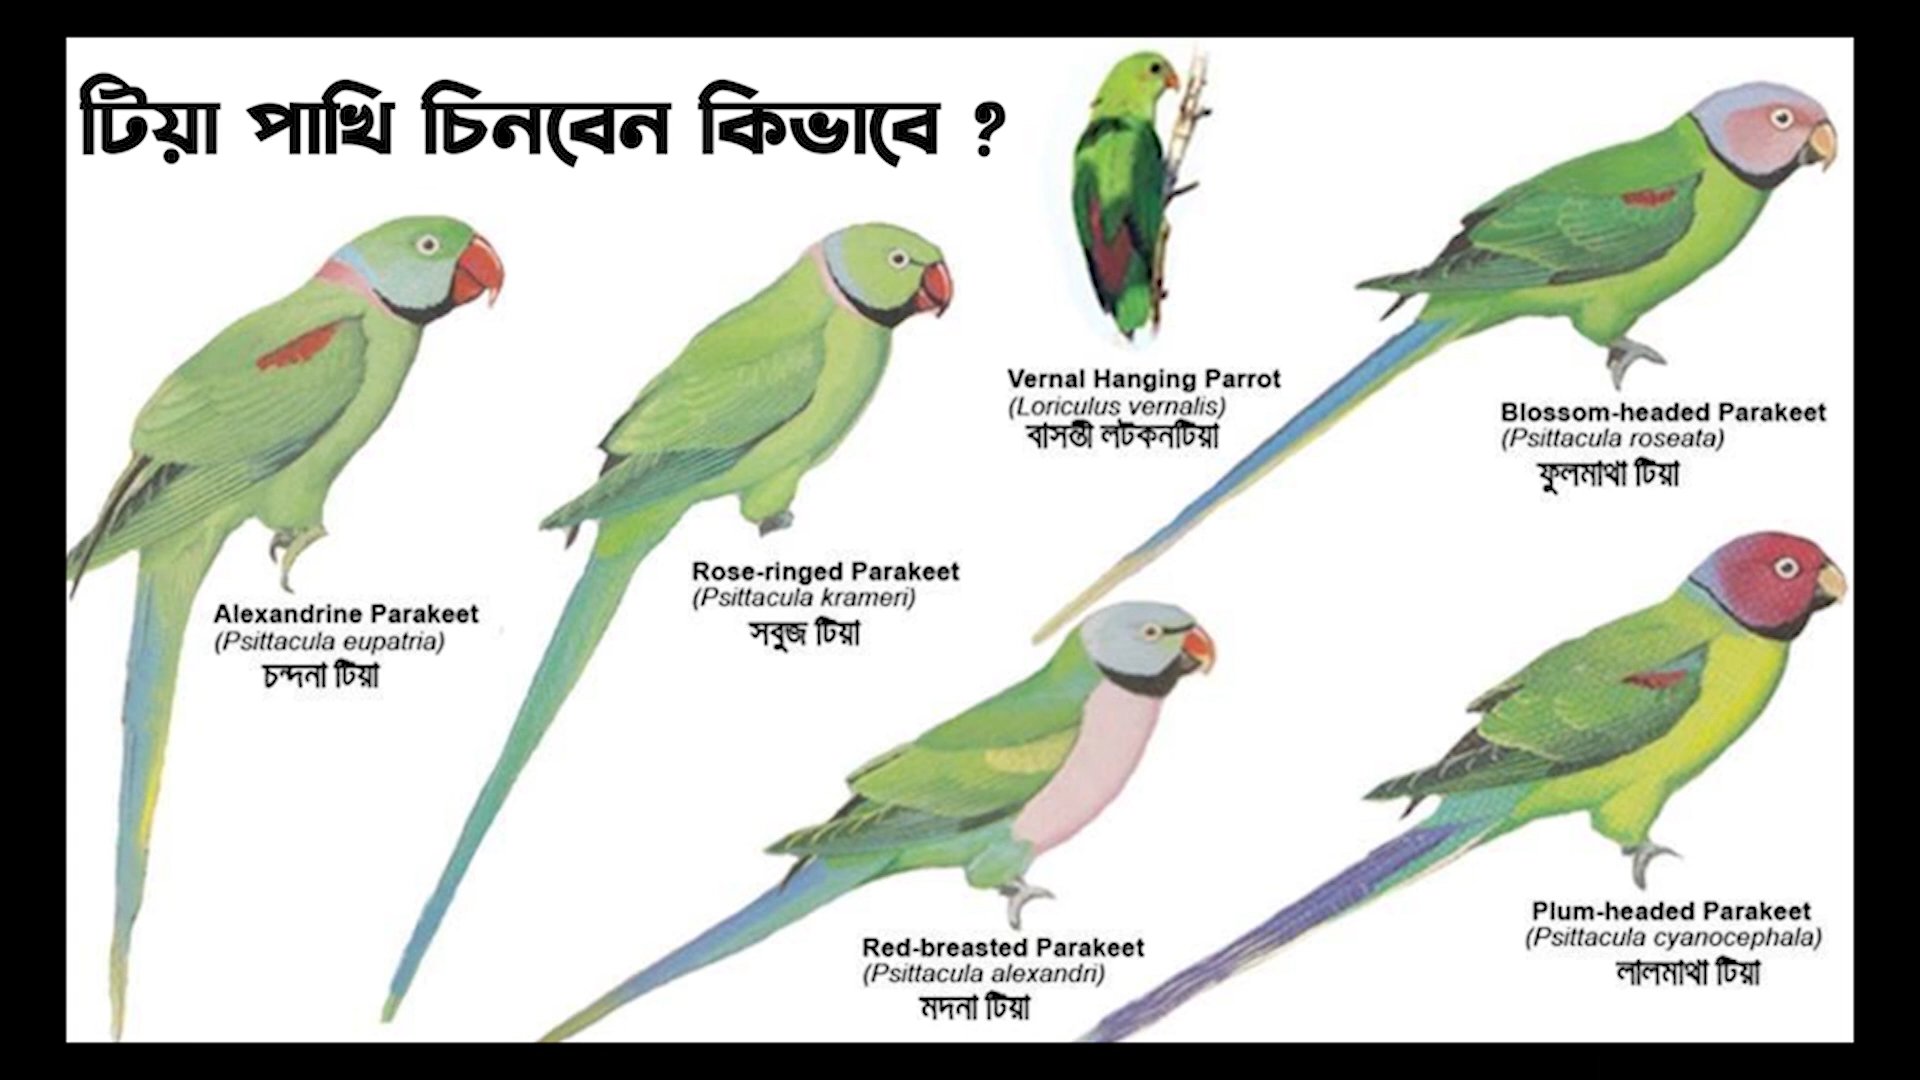 টিয়া পাখি চিনবেন কিভাবে ?
Vernal Hanging Parrot
(Loriculus vernalis)
বাসন্তী লটকনটিয়া
Blossom-headed Parakeet
(Psittacula roseata)
ফুলমাথা টিয়া
Rose-ringed Parakeet
(Psittacula krameri)
সবুজ টিয়া
Alexandrine Parakeet
(Psittacula eupatria)
চন্দনা টিয়া
Red-breasted Parakeet
(Psittacula alexandri)
মদনা টিয়া
Plum-headed Parakeet
(Psittacula cyanocephala)
লালমাথা টিয়া